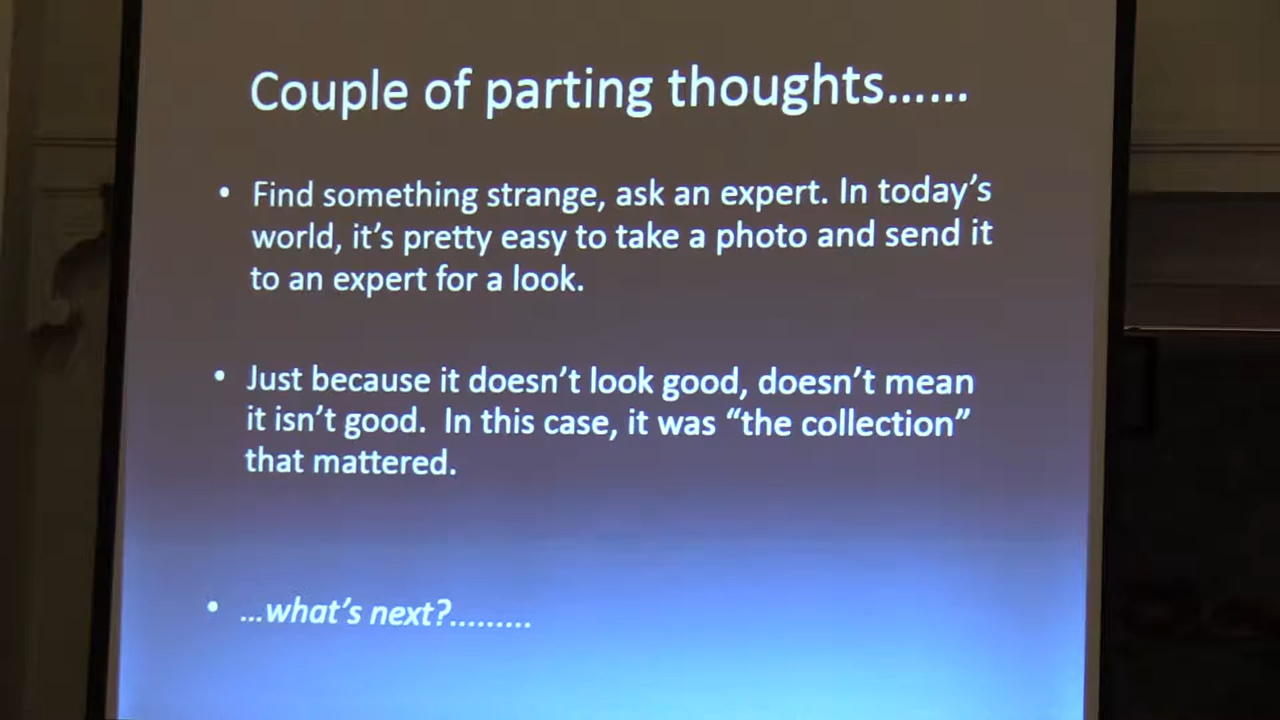 Couple of parting thoughts......
• Find something strange, ask an expert. In today's
world, it's pretty easy to take a photo and send it
to an expert for a look.
• Just because it doesn't look good, doesn't mean
it isn't good.  In this case, it was “the collection”
that mattered.
• ...what's next?.........